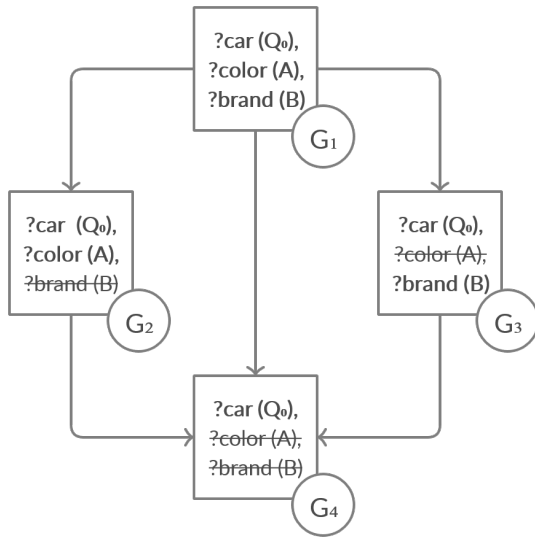 ?car (Q₀),
?color (A),
?brand (B)
G₁
?car (Q₀),
?color (A),
?brand (B)
G₂
?car (Q₀),
?color (A),
?brand (B)
G₃
?car (Q₀),
?color (A),
?brand (B)
G₄